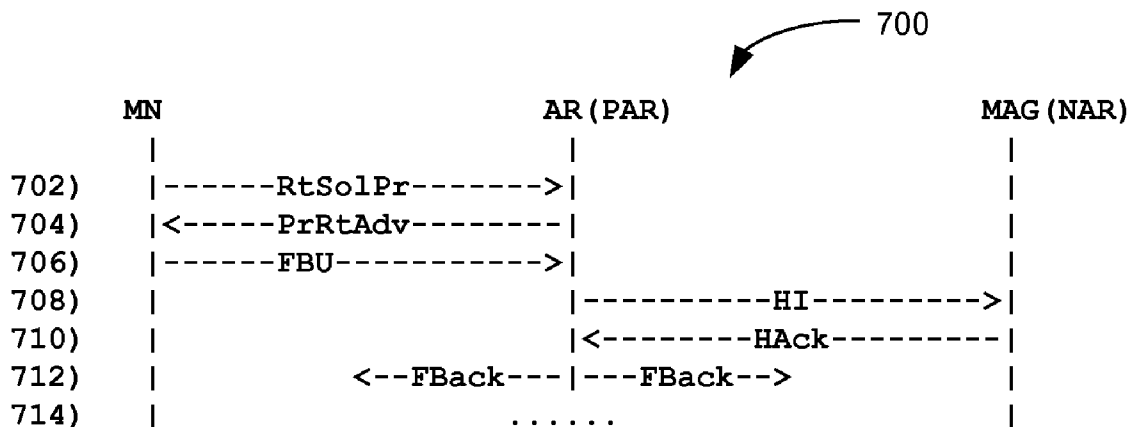 700
MN AR(PAR) MAG(NAR)
| | |
702) |------RtSolPr------->| |
704) |<-----PrRtAdv--------| |
706) |------FBU----------->| |
708) | |----------HI--------->|
710) | |<--------HAck---------|
712) | <--FBack---|---FBack--> |
714) | ...... |